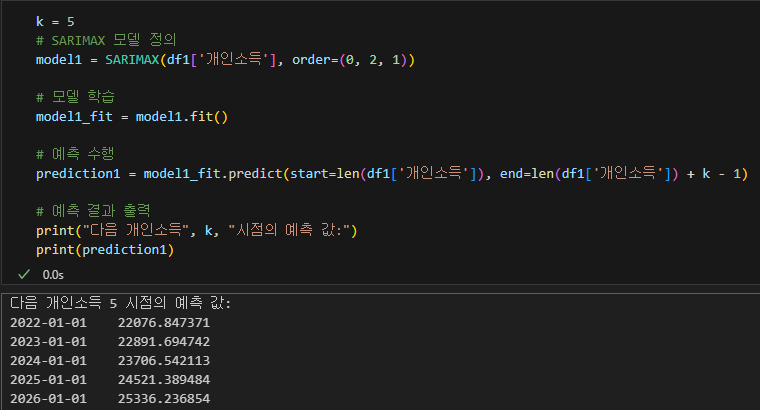 k = 5
# SARIMAX 모델 정의
model1 = SARIMAX(df1['개인소득'], order=(0, 2, 1))
# 모델 학습
model1_fit = model1.fit()
# 예측 수행
prediction1 = model1_fit.predict(start=len(df1['개인소득']), end=len(df1['개인소득']) + k - 1)
# 예측 결과 출력
print("다음 개인소득", k, "시점의 예측 값:")
print(prediction1)
0.0s
다음 개인소득 5 시점의 예측 값:
2022-01-01    22076.847371
2023-01-01    22891.694742
2024-01-01    23706.542113
2025-01-01    24521.389484
2026-01-01    25336.236854